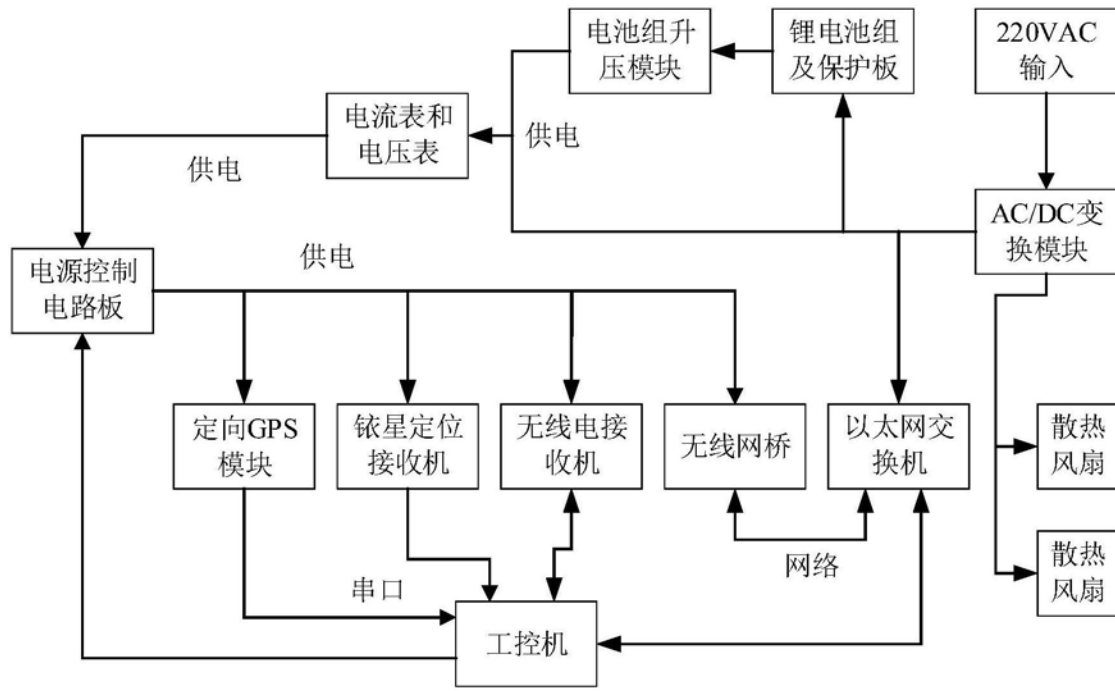 电池组升
压模块
锂电池组
及保护板
220VAC
输入
电流表和
电压表
供电
供电
AC/DC变
换模块
电源控制
电路板
供电
定向GPS
模块
铱星定位
接收机
无线电接
收机
无线网桥
以太网交
换机
散热
风扇
散热
风扇
网络
串口
工控机